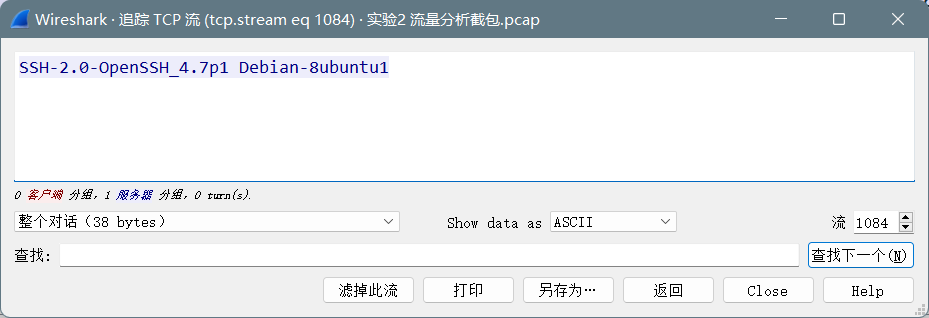 Wireshark · 追踪 TCP 流 (tcp.stream eq 1084) · 实验2 流量分析截包.pcap
SSH-2.0-OpenSSH_4.7p1 Debian-8ubuntu1
0 客户端 分组, 1 服务器 分组, 0 turn(s).
整个对话（38 bytes） Show data as ASCII 流 1084
查找: 查找下一个(N)
滤掉此流 打印 另存为… 返回 Close Help